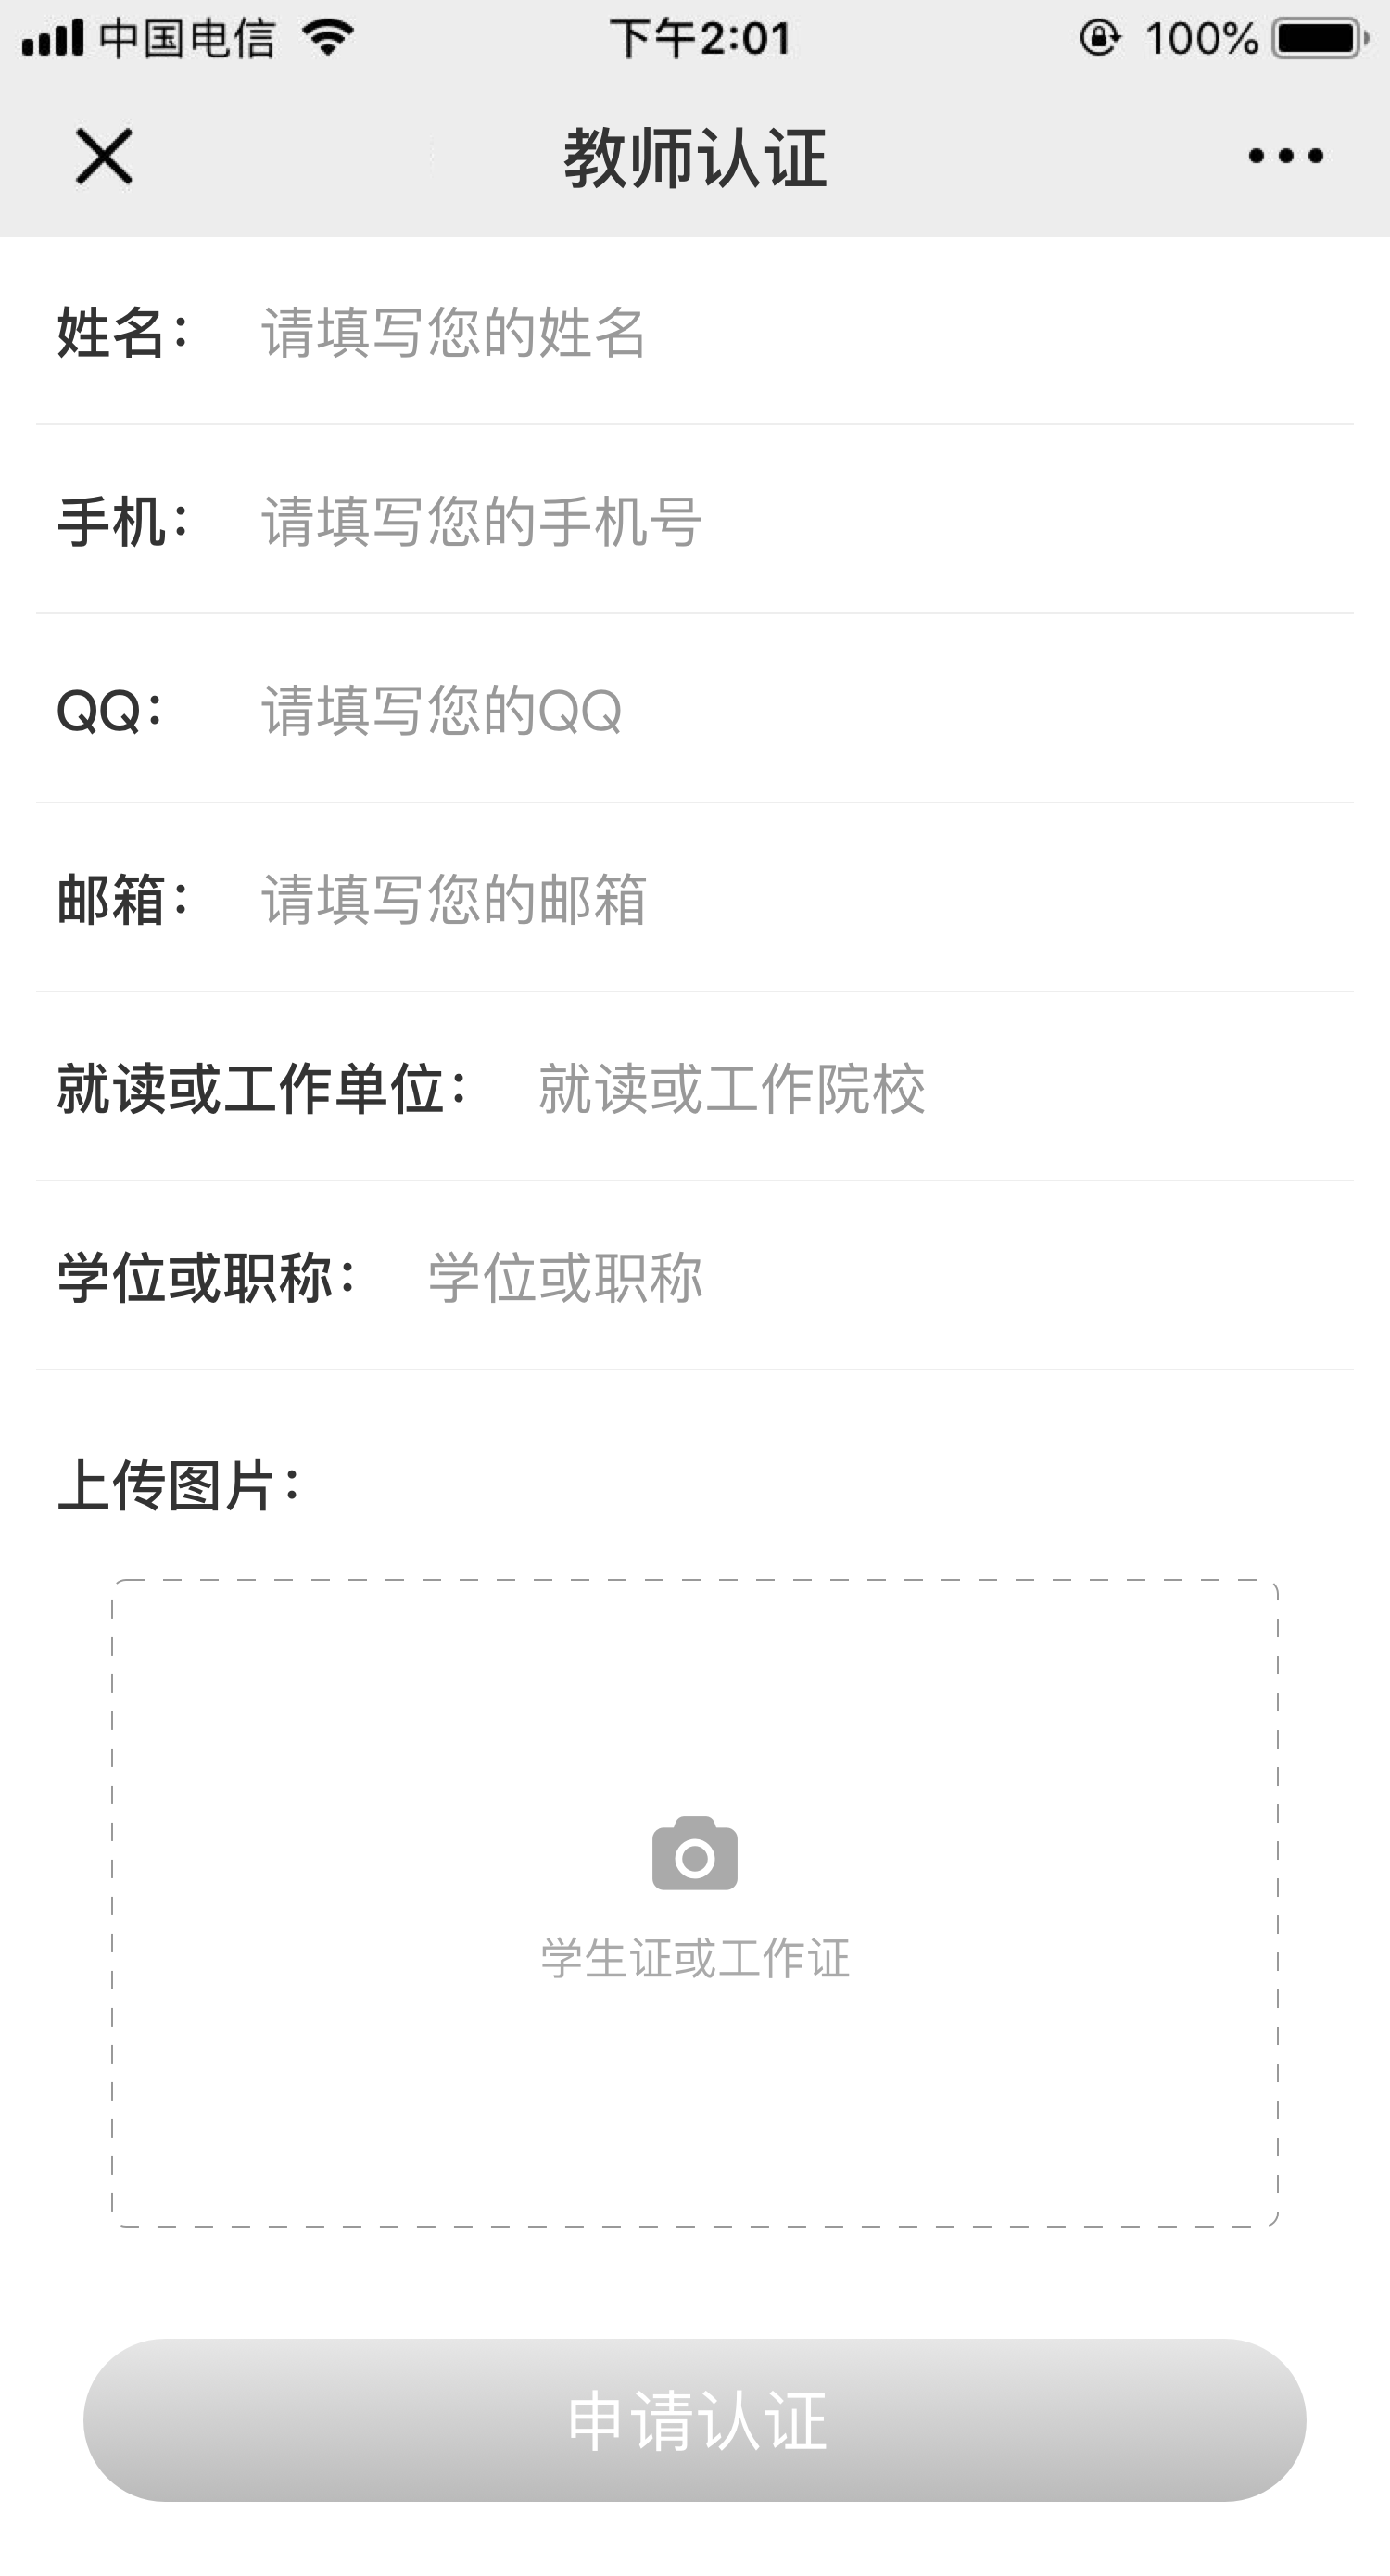 中国电信 下午2:01 100%
教师认证
姓名： 请填写您的姓名
手机： 请填写您的手机号
QQ： 请填写您的QQ
邮箱： 请填写您的邮箱
就读或工作单位： 就读或工作院校
学位或职称： 学位或职称
上传图片：
学生证或工作证
申请认证